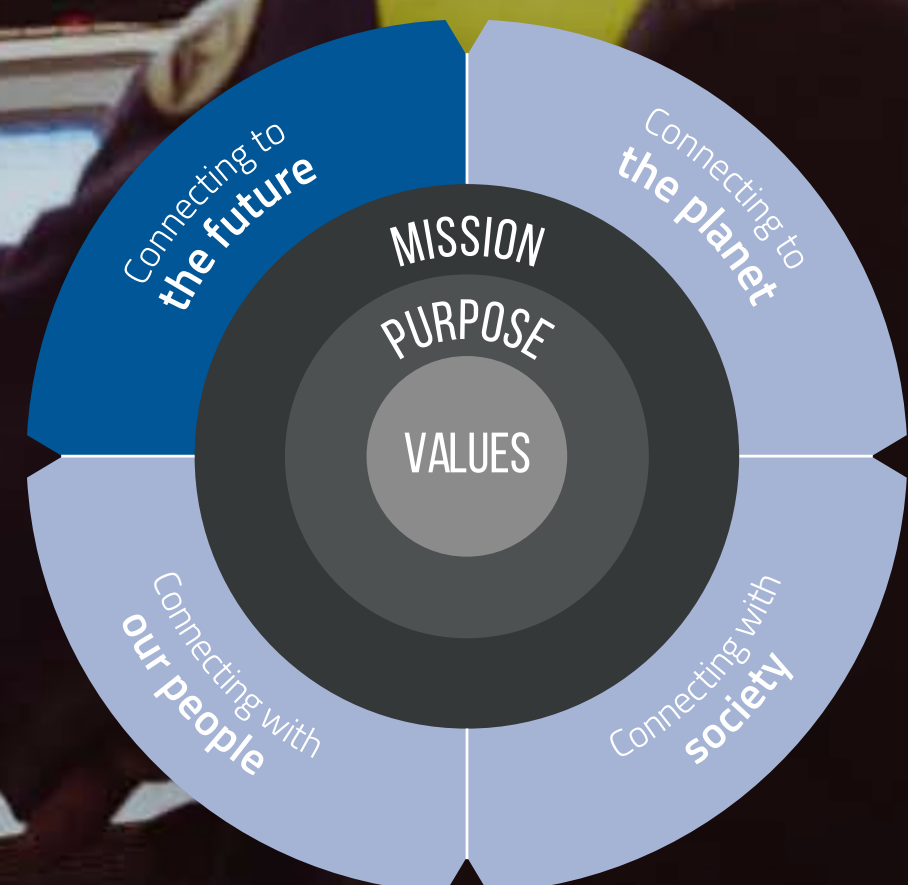 Connecting to
the future
Connecting to
the planet
MISSION
PURPOSE
VALUES
Connecting with
our people
Connecting with
society